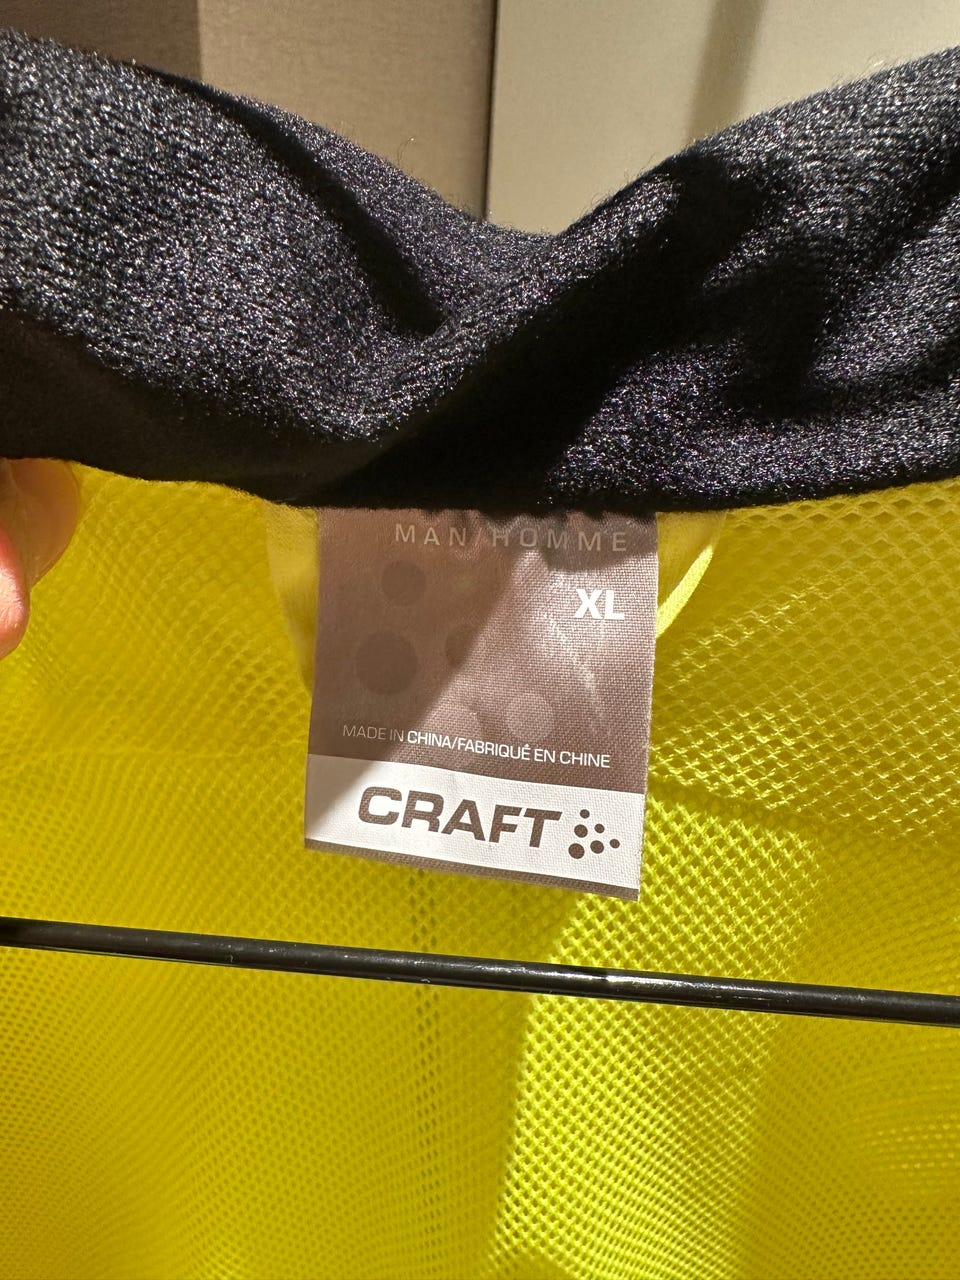 MAN/HOMME
XL
MADE IN CHINA/FABRIQUÉ EN CHINE
CRAFT